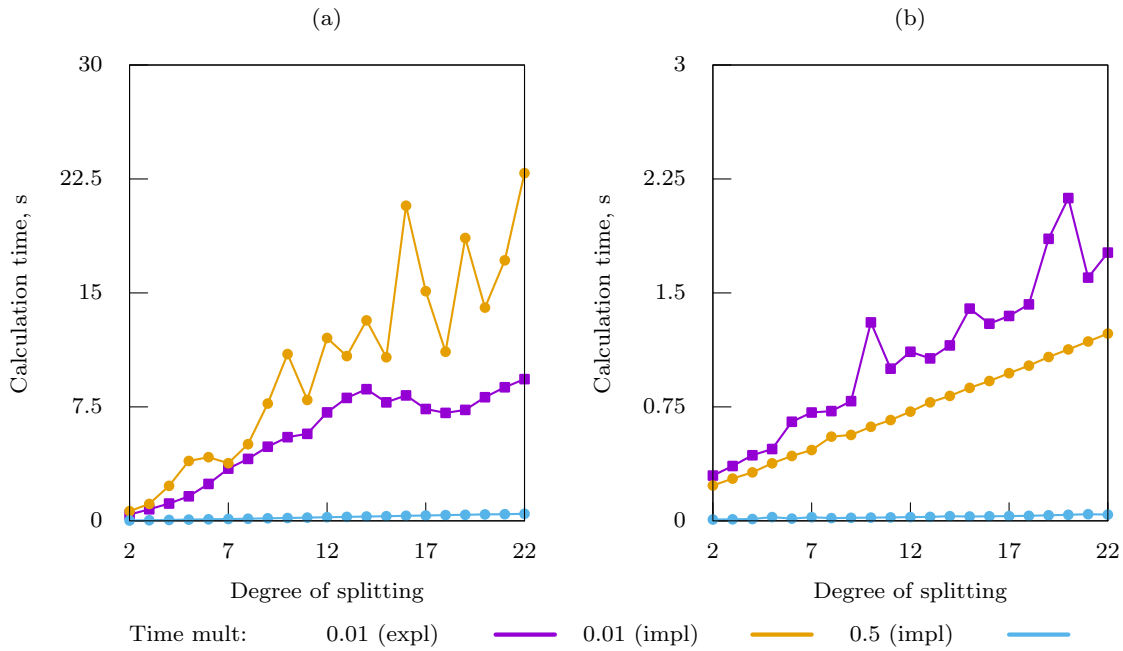 (a)
Calculation time, s
30
22.5
15
7.5
0
2 7 12 17 22
Degree of splitting
(b)
Calculation time, s
3
2.25
1.5
0.75
0
2 7 12 17 22
Degree of splitting
Time mult: 0.01 (expl) 0.01 (impl) 0.5 (impl)